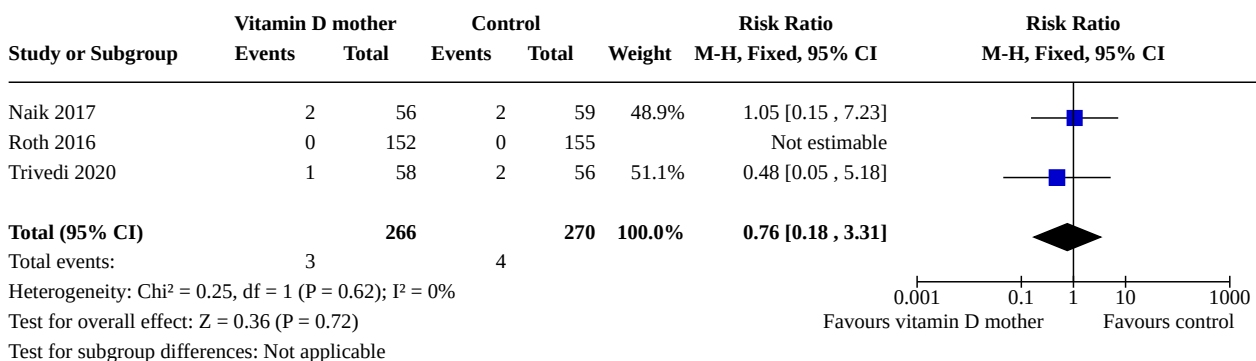 Vitamin D mother Control Risk Ratio Risk Ratio
Study or Subgroup Events Total Events Total Weight M-H, Fixed, 95% CI M-H, Fixed, 95% CI
Naik 2017 2 56 2 59 48.9% 1.05 [0.15 , 7.23]
Roth 2016 0 152 0 155 Not estimable
Trivedi 2020 1 58 2 56 51.1% 0.48 [0.05 , 5.18]
Total (95% CI) 266 270 100.0% 0.76 [0.18 , 3.31]
Total events: 3 4
Heterogeneity: Chi² = 0.25, df = 1 (P = 0.62); I² = 0% 0.001 0.1 1 10 1000
Test for overall effect: Z = 0.36 (P = 0.72) Favours vitamin D mother Favours control
Test for subgroup differences: Not applicable